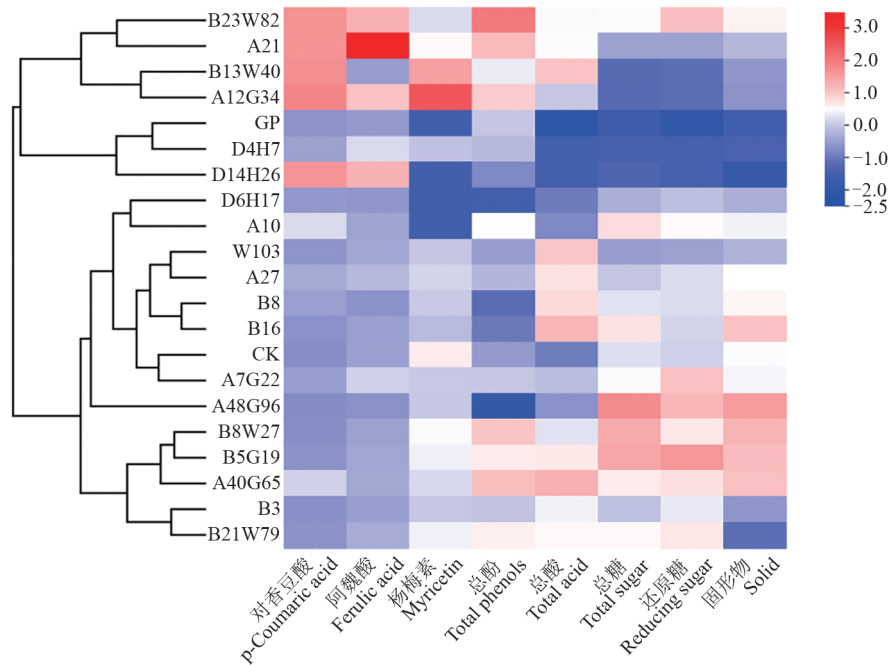 B23W82
A21
B13W40
A12G34
GP
D4H7
D14H26
D6H17
A10
W103
A27
B8
B16
CK
A7G22
A48G96
B8W27
B5G19
A40G65
B3
B21W79
3.0
2.0
1.0
0.0
−1.0
−2.0
−2.5
对香豆酸
p-Coumaric acid
阿魏酸
Ferulic acid
杨梅素
Myricetin
总酚
Total phenols
总酸
Total acid
总糖
Total sugar
还原糖
Reducing sugar
固形物
Solid